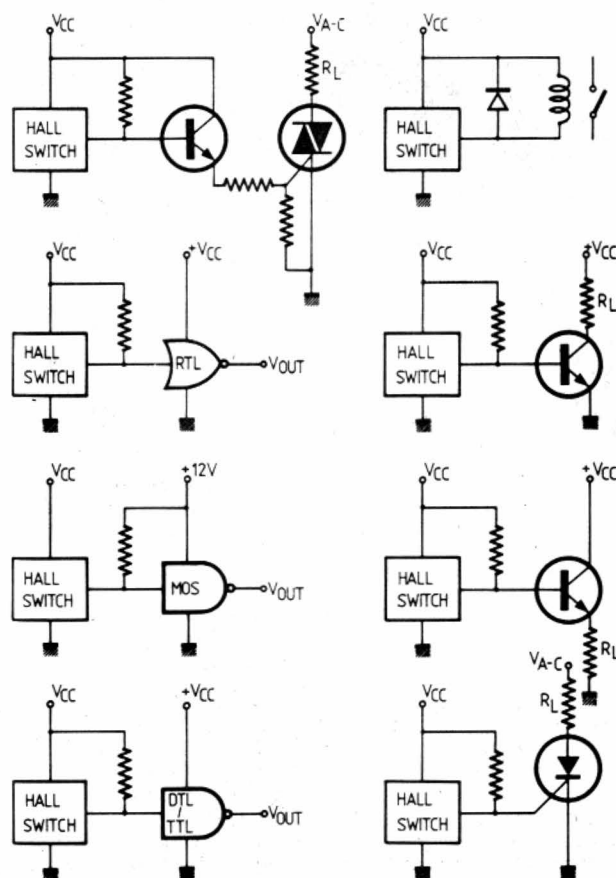 VCC
HALL
SWITCH
VA-C
RL
VCC
HALL
SWITCH
VCC
HALL
SWITCH
+VCC
RTL
VOUT
VCC
HALL
SWITCH
+VCC
RL
VCC
HALL
SWITCH
+12V
MOS
VOUT
VCC
HALL
SWITCH
+VCC
RL
VCC
HALL
SWITCH
+VCC
DTL
/
TTL
VOUT
VCC
HALL
SWITCH
VA-C
RL